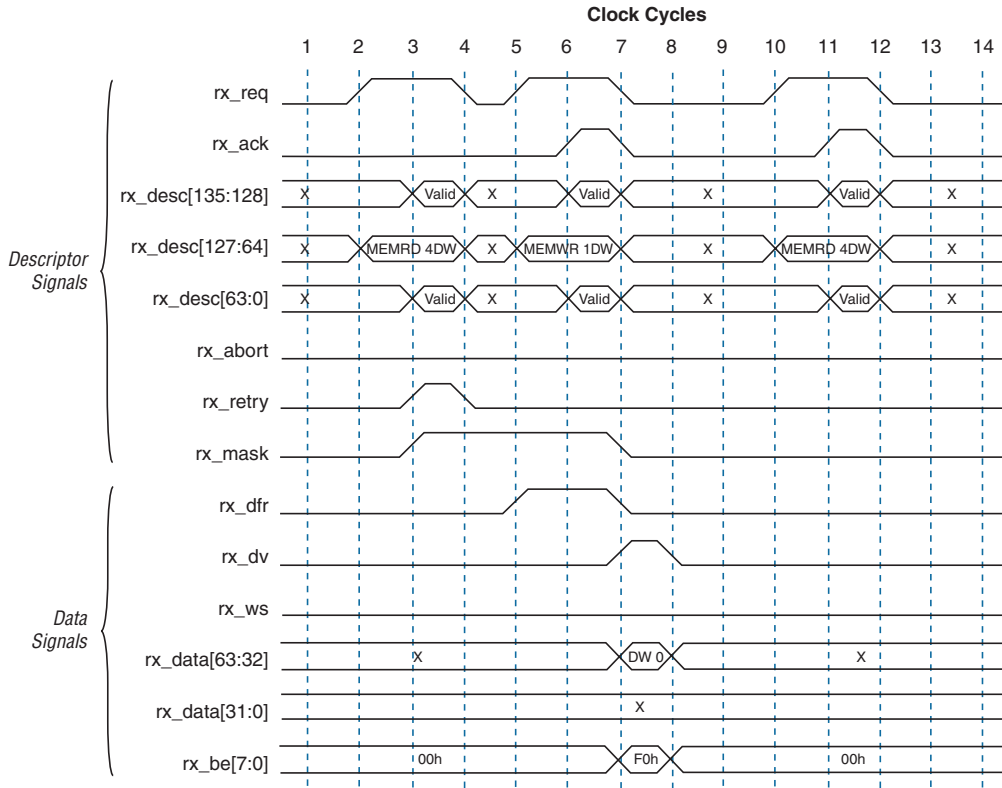 Clock Cycles
1 2 3 4 5 6 7 8 9 10 11 12 13 14
rx_req
rx_ack
rx_desc[135:128] X Valid X Valid X Valid X
rx_desc[127:64] X MEMRD 4DW X MEMWR 1DW X MEMRD 4DW X
Descriptor
Signals
rx_desc[63:0] X Valid X Valid X Valid X
rx_abort
rx_retry
rx_mask
rx_dfr
rx_dv
rx_ws
Data
Signals
rx_data[63:32] X DW 0 X
rx_data[31:0] X
rx_be[7:0] 00h F0h 00h